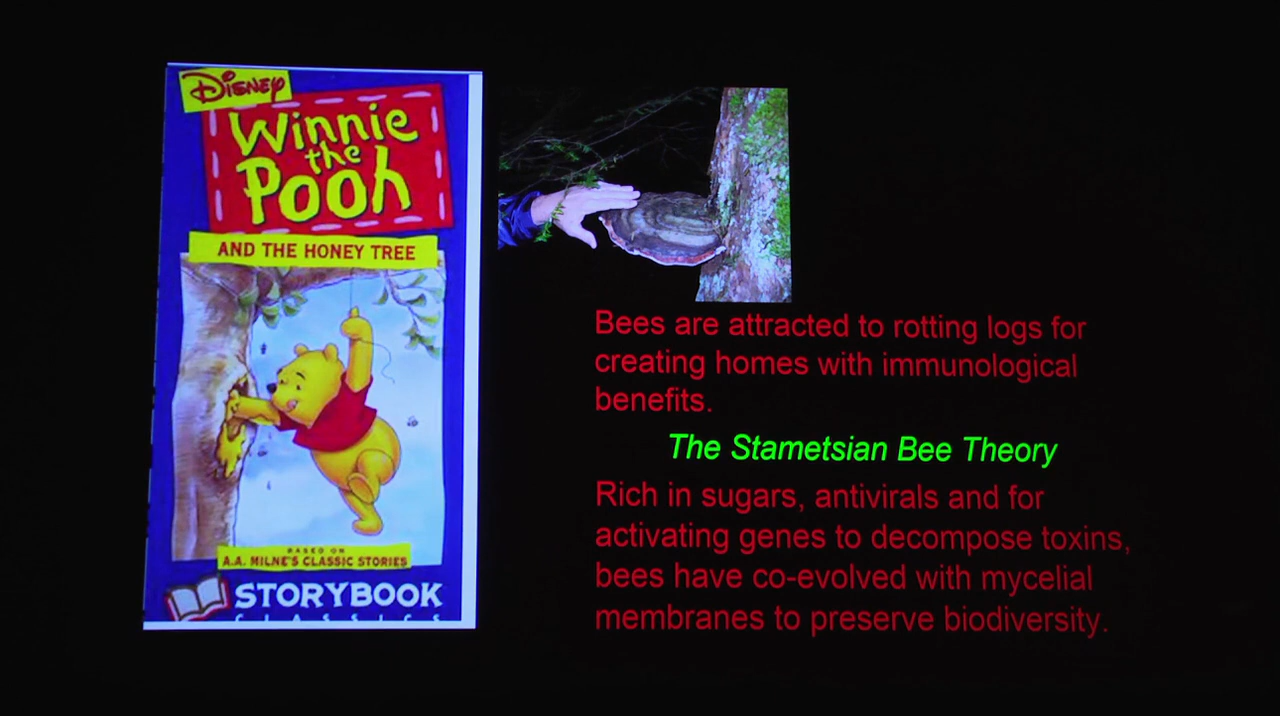 Disney
Winnie
the
Pooh
AND THE HONEY TREE
BASED ON
A.A. MILNE'S CLASSIC STORIES
STORYBOOK
CLASSICS
Bees are attracted to rotting logs for
creating homes with immunological
benefits.
The Stametsian Bee Theory
Rich in sugars, antivirals and for
activating genes to decompose toxins,
bees have co-evolved with mycelial
membranes to preserve biodiversity.